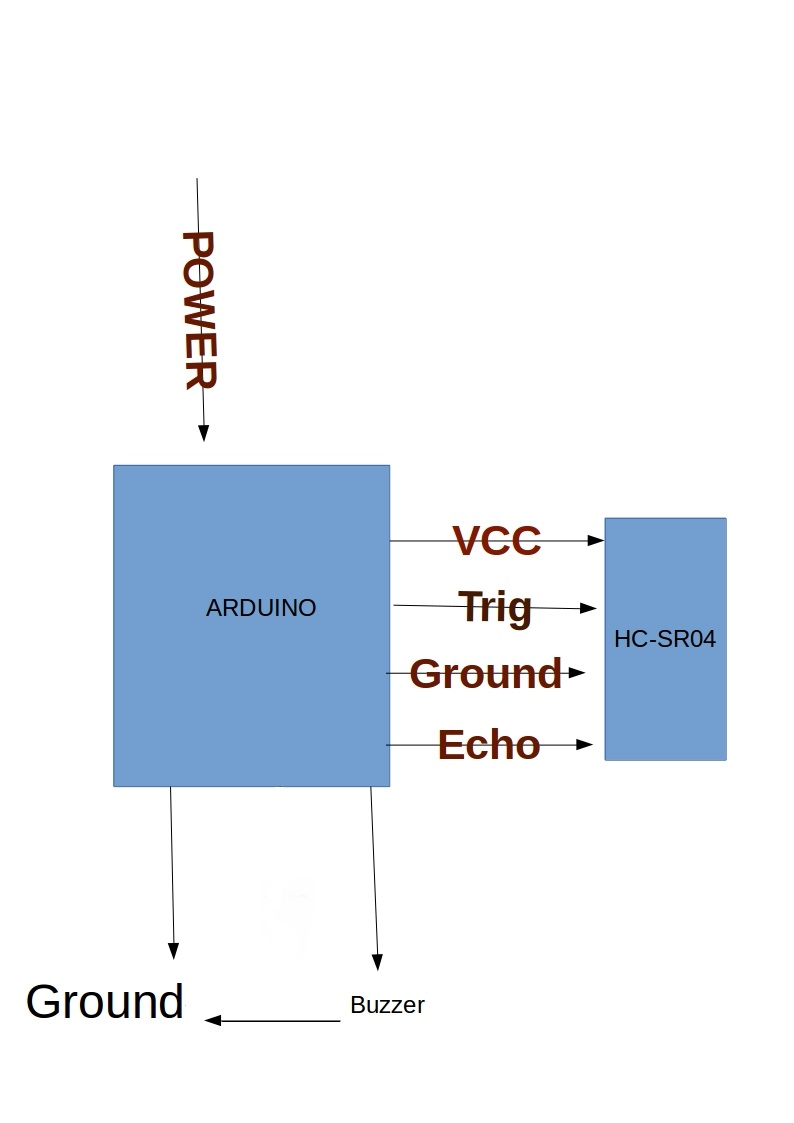 POWER
VCC
Trig
ARDUINO
HC-SR04
Ground
Echo
Ground
Buzzer